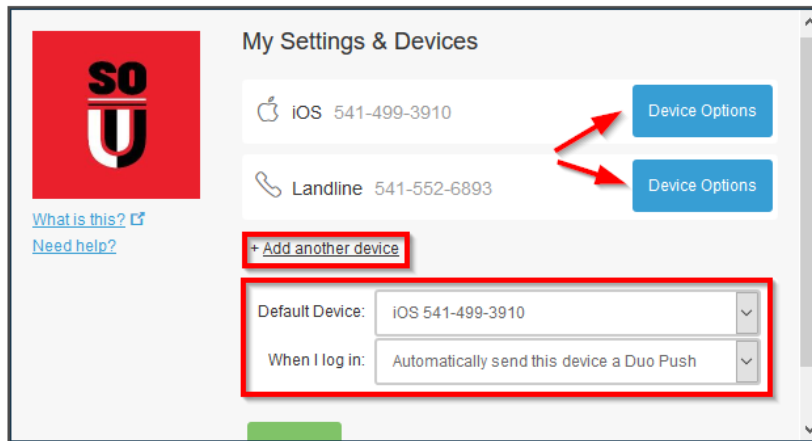 My Settings & Devices
SO
U
iOS 541-499-3910
Device Options
Landline 541-552-6893
Device Options
What is this?
Need help?
+ Add another device
Default Device: iOS 541-499-3910
When I log in: Automatically send this device a Duo Push